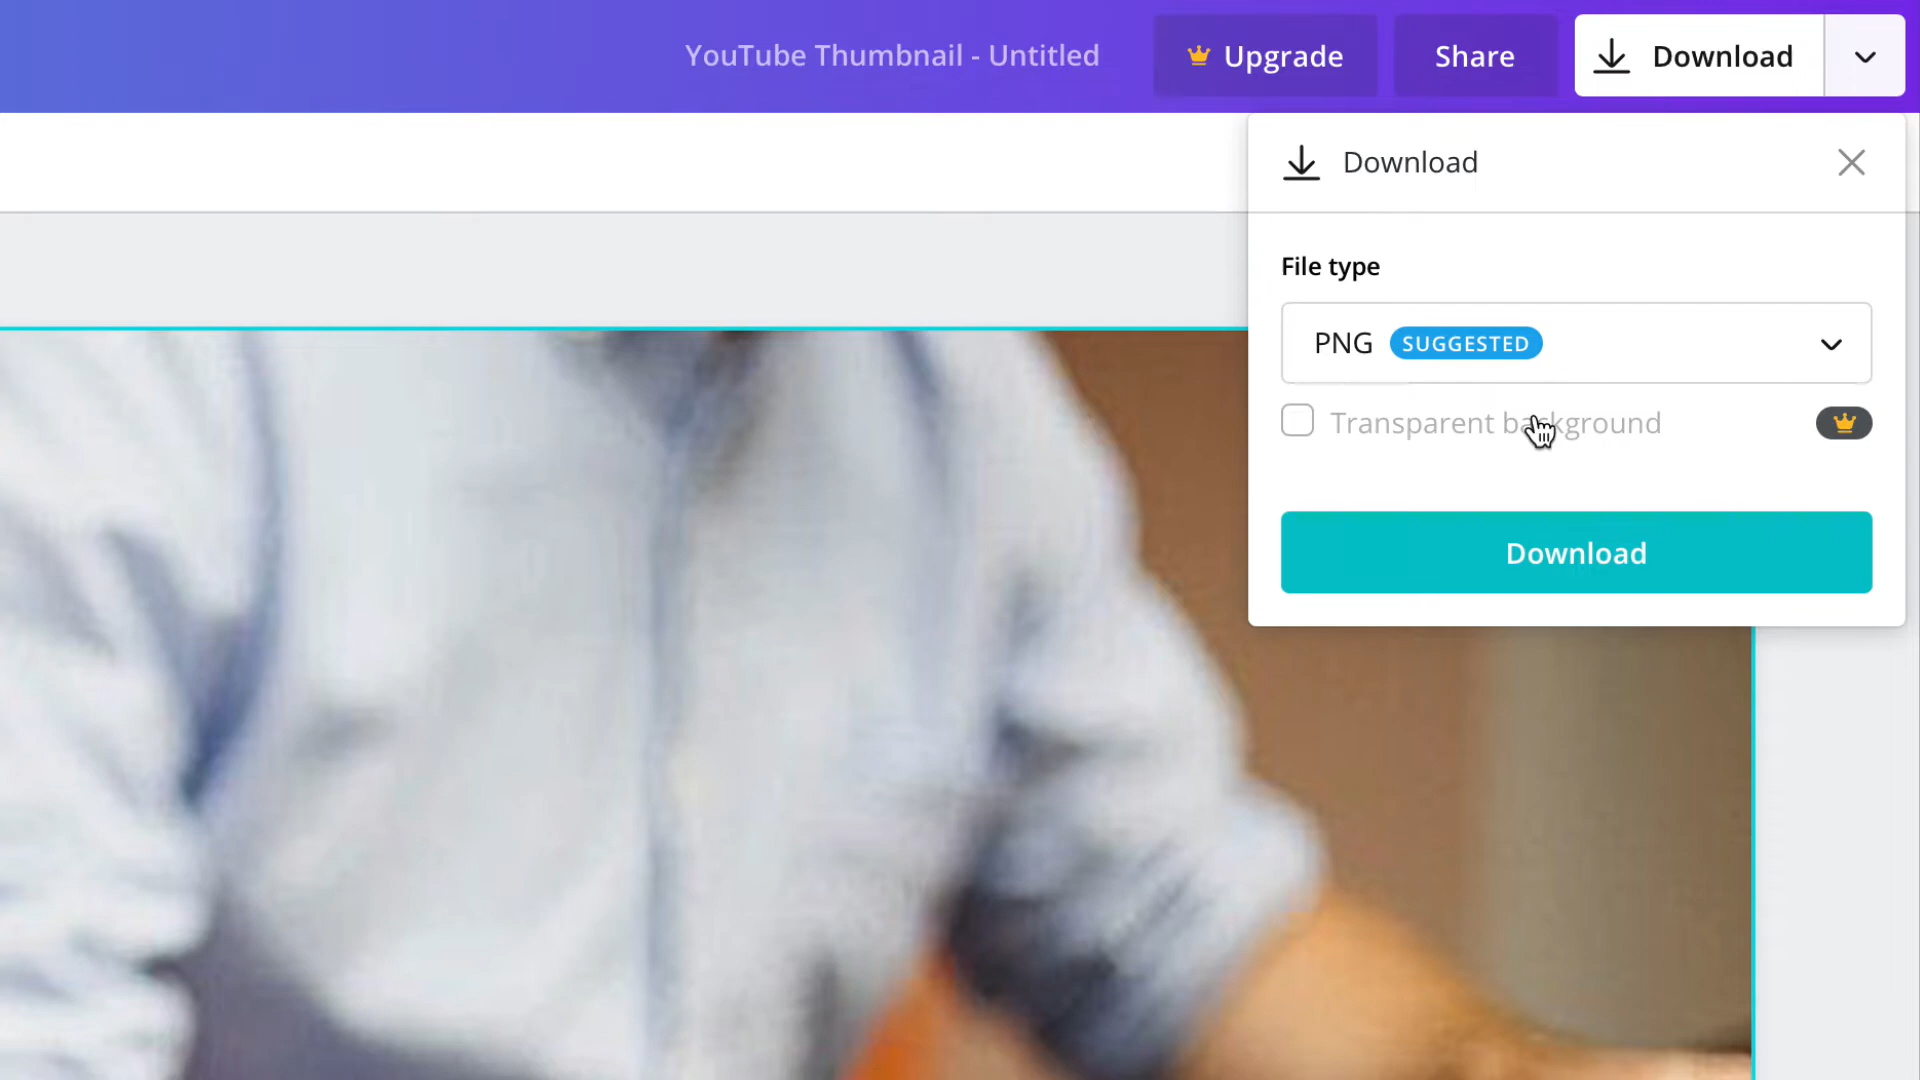 YouTube Thumbnail - Untitled
Upgrade
Share
Download
Download
File type
PNG SUGGESTED
Transparent background
Download